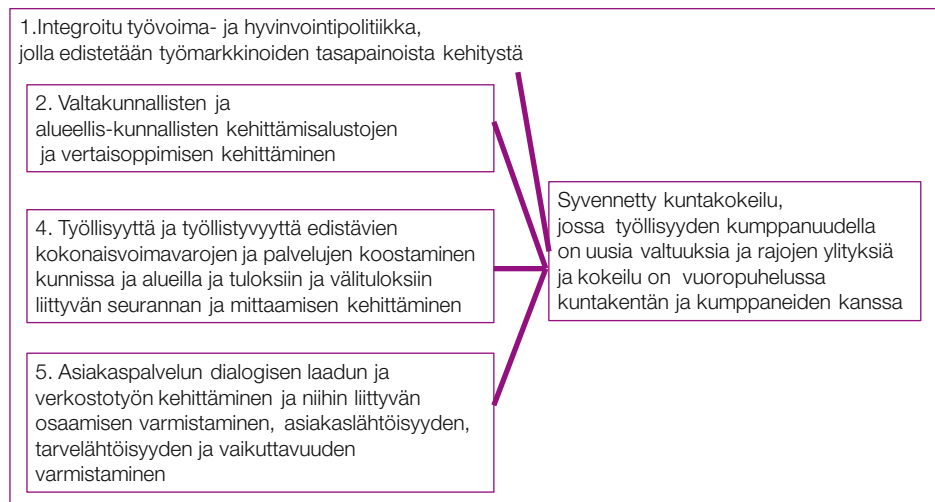 1.Integroitu työvoima- ja hyvinvointipolitiikka,
jolla edistetään työmarkkinoiden tasapainoista kehitystä
2. Valtakunnallisten ja
alueellis-kunnallisten kehittämisalustojen
ja vertaisoppimisen kehittäminen
4. Työllisyyttä ja työllistyvyyttä edistävien
kokonaisvoimavarojen ja palvelujen koostaminen
kunnissa ja alueilla ja tuloksiin ja välituloksiin
liittyvän seurannan ja mittaamisen kehittäminen
5. Asiakaspalvelun dialogisen laadun ja
verkostotyön kehittäminen ja niihin liittyvän
osaamisen varmistaminen, asiakaslähtöisyyden,
tarvelähtöisyyden ja vaikuttavuuden
varmistaminen
Syvennetty kuntakokeilu,
jossa työllisyyden kumppanuudella
on uusia valtuuksia ja rajojen ylityksiä
ja kokeilu on vuoropuhelussa
kuntakentän ja kumppaneiden kanssa